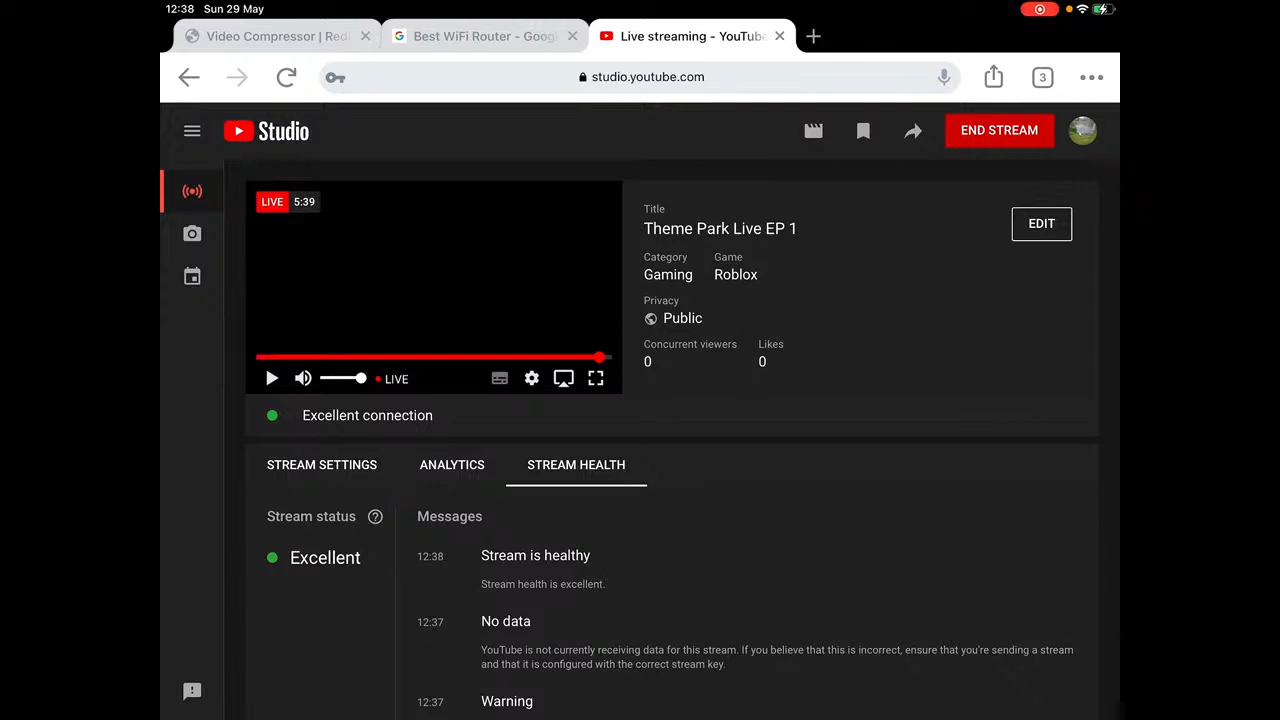 12:38 Sun 29 May
Video Compressor | Redu
Best WiFi Router - Goog
Live streaming - YouTub
studio.youtube.com
3
Studio
END STREAM
LIVE 5:39
Title
Theme Park Live EP 1
EDIT
Category Game
Gaming Roblox
Privacy
Public
Concurrent viewers Likes
0 0
LIVE
Excellent connection
STREAM SETTINGS ANALYTICS STREAM HEALTH
Stream status
Excellent
Messages
12:38 Stream is healthy
Stream health is excellent.
12:37 No data
YouTube is not currently receiving data for this stream. If you believe that this is incorrect, ensure that you're sending a stream
and that it is configured with the correct stream key.
12:37 Warning